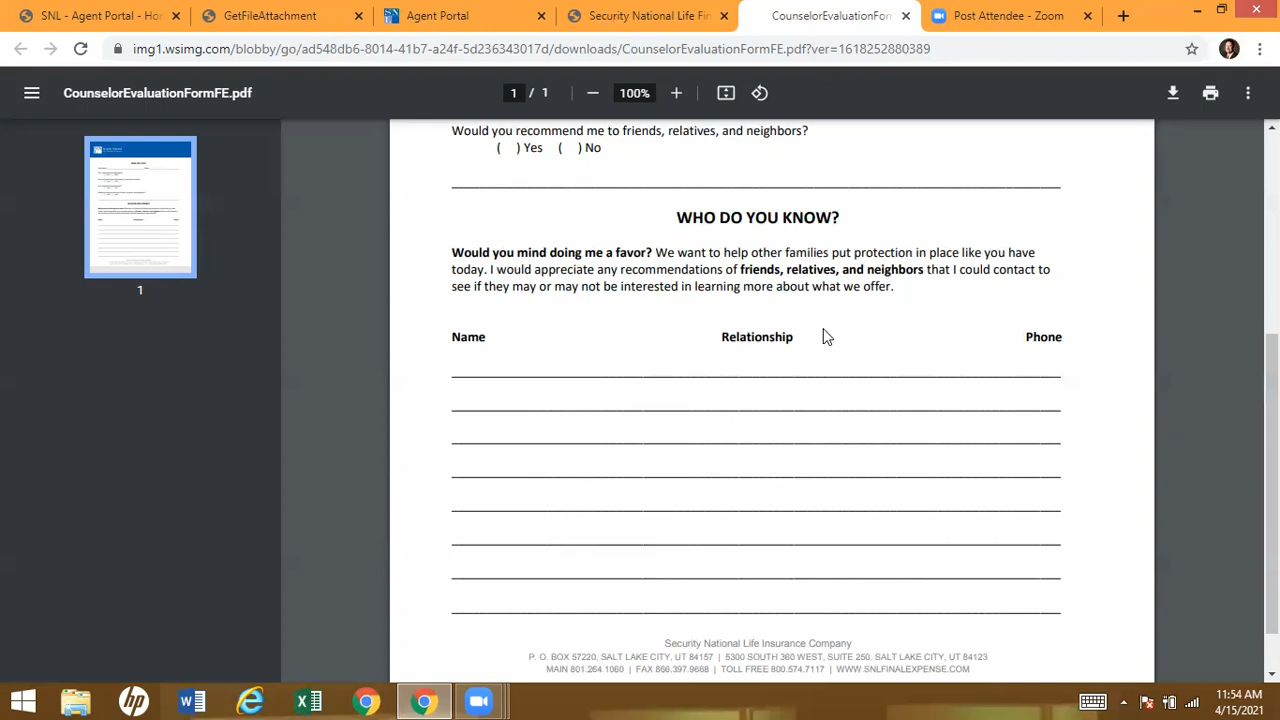 SNL - Agent Portal - Hon
GetFileAttachment
Agent Portal
Security National Life Fin
CounselorEvaluationForm
Post Attendee - Zoom
img1.wsimg.com/blobby/go/ad548db6-8014-41b7-a24f-5d236343017d/downloads/CounselorEvaluationFormFE.pdf?ver=1618252880389
CounselorEvaluationFormFE.pdf
1 / 1
100%
Would you recommend me to friends, relatives, and neighbors?
( ) Yes ( ) No
WHO DO YOU KNOW?
Would you mind doing me a favor? We want to help other families put protection in place like you have
today. I would appreciate any recommendations of friends, relatives, and neighbors that I could contact to
see if they may or may not be interested in learning more about what we offer.
Name Relationship Phone
1
Security National Life Insurance Company
P. O. BOX 57220, SALT LAKE CITY, UT 84157 | 5300 SOUTH 360 WEST, SUITE 250, SALT LAKE CITY, UT 84123
MAIN 801.264.1060 | FAX 866.397.9668 | TOLL FREE 800.574.7117 | WWW.SNLFINALEXPENSE.COM
11:54 AM
4/15/2021